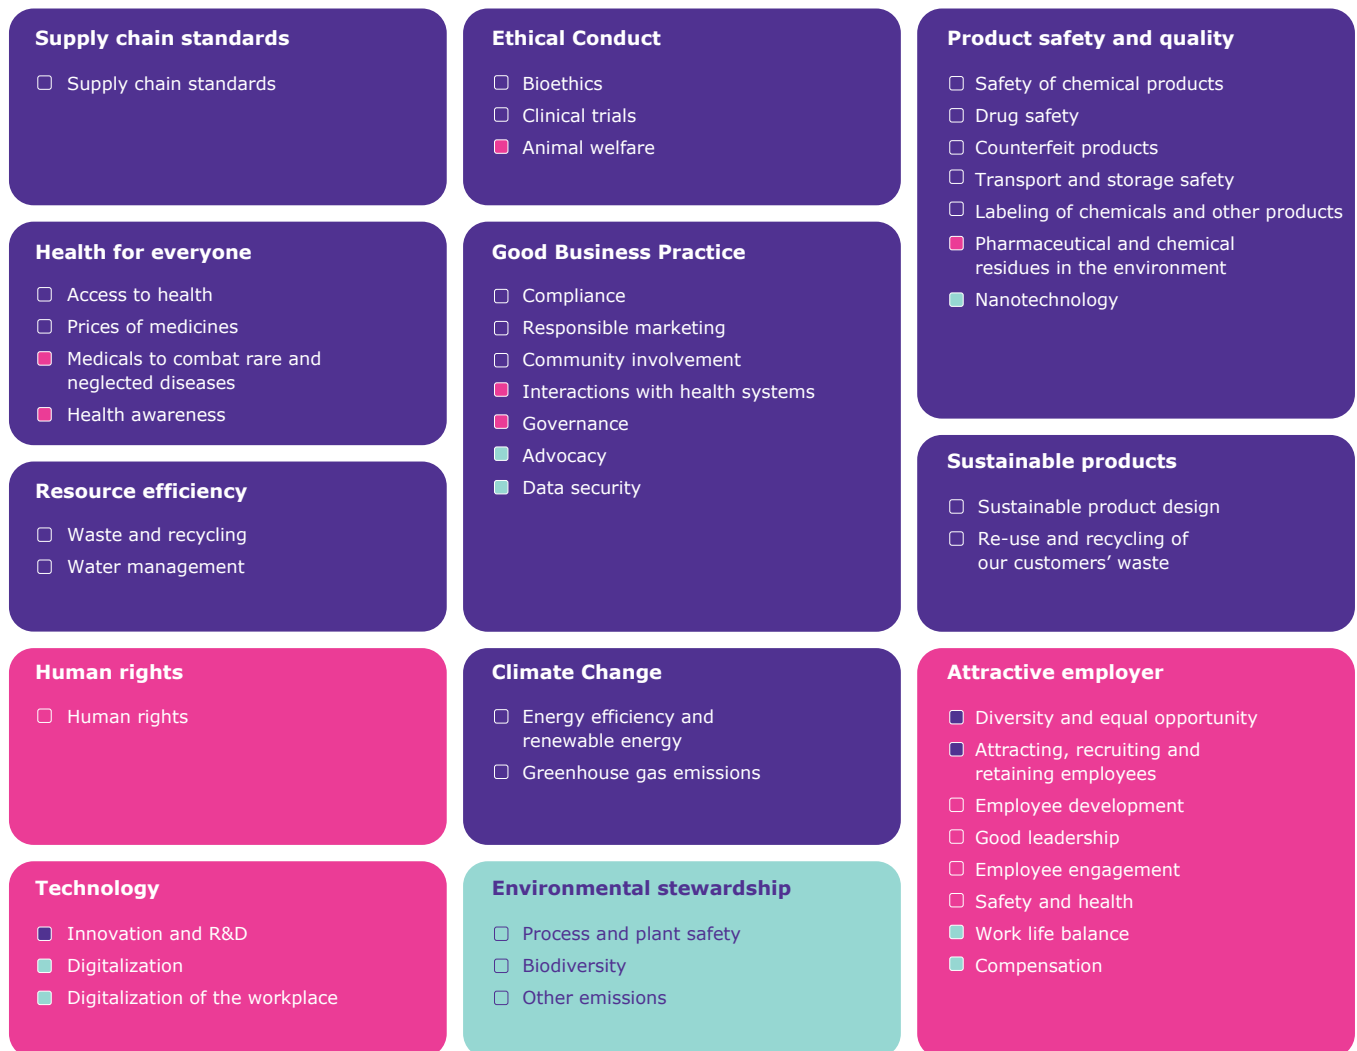 Supply chain standards
Supply chain standards
Ethical Conduct
Bioethics
Clinical trials
Animal welfare
Product safety and quality
Safety of chemical products
Drug safety
Counterfeit products
Transport and storage safety
Labeling of chemicals and other products
Pharmaceutical and chemical
residues in the environment
Nanotechnology
Health for everyone
Access to health
Prices of medicines
Medicals to combat rare and
neglected diseases
Health awareness
Good Business Practice
Compliance
Responsible marketing
Community involvement
Interactions with health systems
Governance
Advocacy
Data security
Resource efficiency
Waste and recycling
Water management
Sustainable products
Sustainable product design
Re-use and recycling of
our customers’ waste
Human rights
Human rights
Climate Change
Energy efficiency and
renewable energy
Greenhouse gas emissions
Attractive employer
Diversity and equal opportunity
Attracting, recruiting and
retaining employees
Employee development
Good leadership
Employee engagement
Safety and health
Work life balance
Compensation
Technology
Innovation and R&D
Digitalization
Digitalization of the workplace
Environmental stewardship
Process and plant safety
Biodiversity
Other emissions